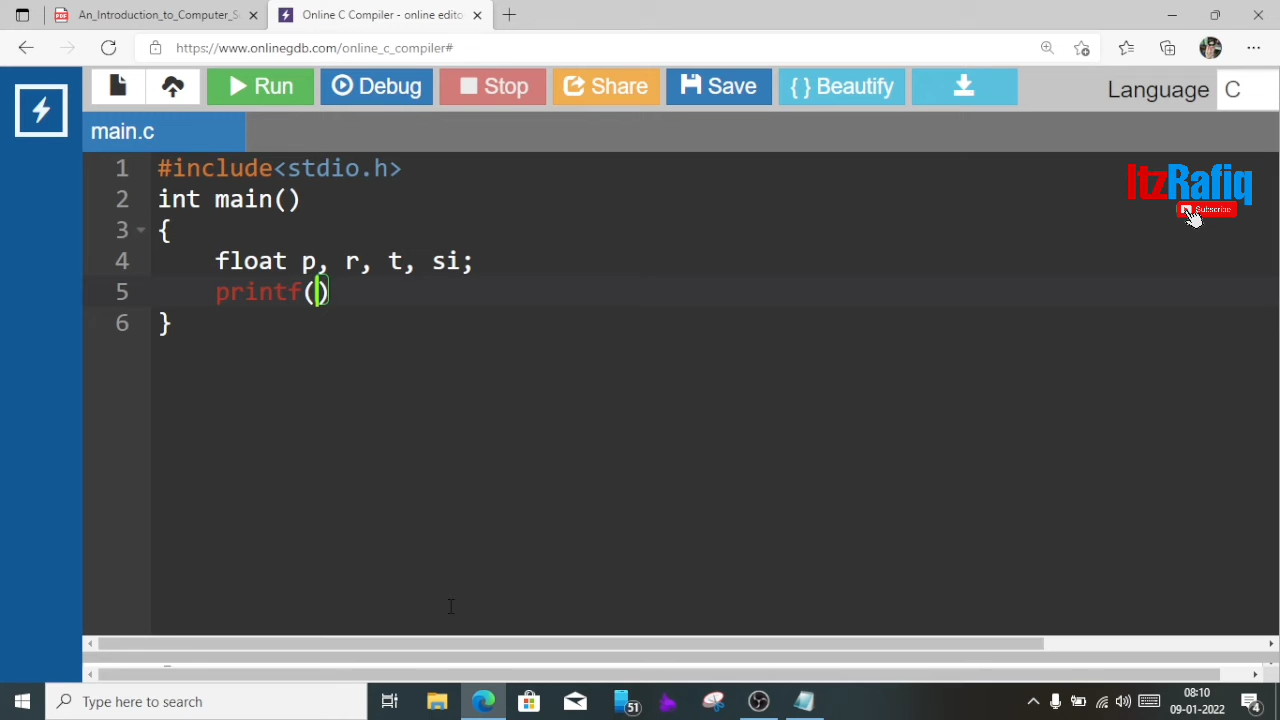 An_Introduction_to_Computer_S
Online C Compiler - online edito
https://www.onlinegdb.com/online_c_compiler#
Run
Debug
Stop
Share
Save
{ } Beautify
Language
C
main.c
ItzRafiq
Subscribe
1 #include<stdio.h>
2 int main()
3 {
4 float p, r, t, si;
5 printf()
6 }
Type here to search
51
08:10
09-01-2022
4